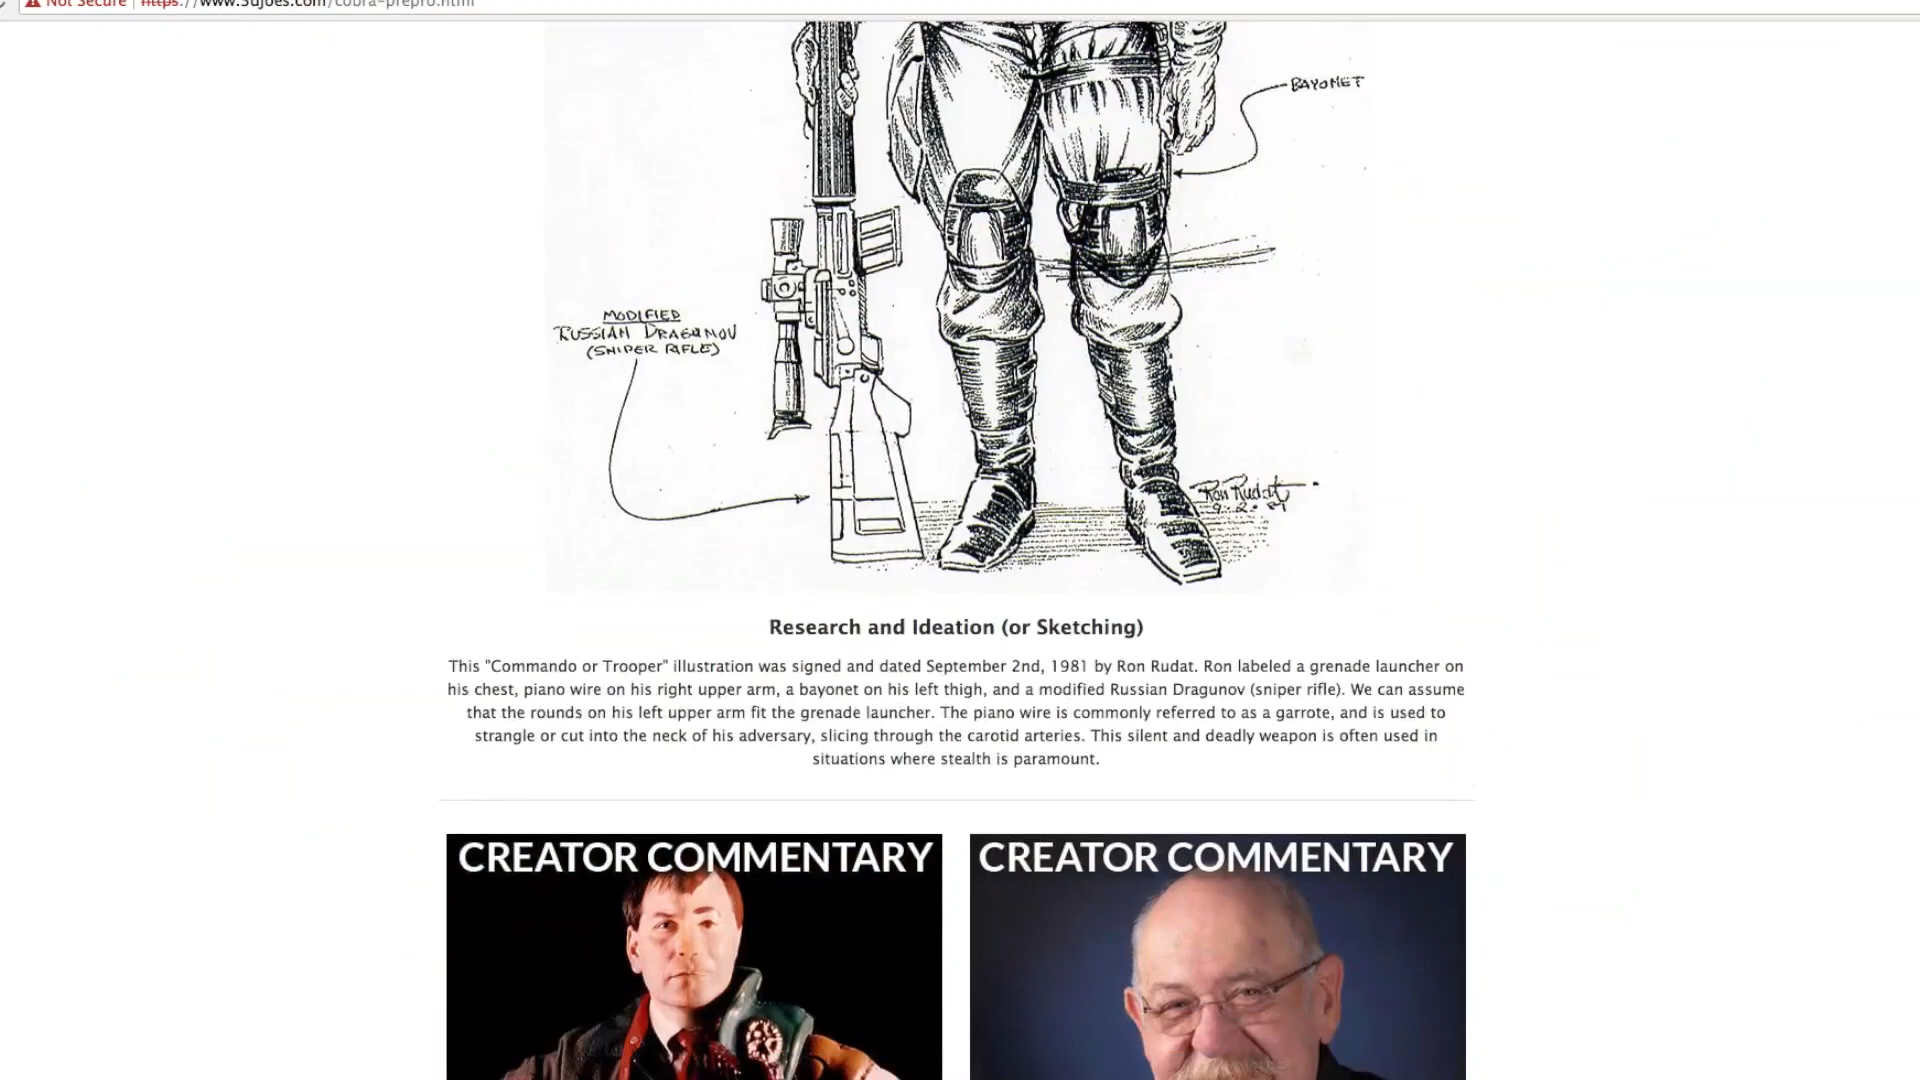 Not Secure https://www.3djoes.com/cobra-prepro.html
BAYONET
MODIFIED
RUSSIAN DRAGUNOV
(SNIPER RIFLE)
Ron Rudat
9.2.81
Research and Ideation (or Sketching)
This "Commando or Trooper" illustration was signed and dated September 2nd, 1981 by Ron Rudat. Ron labeled a grenade launcher on
his chest, piano wire on his right upper arm, a bayonet on his left thigh, and a modified Russian Dragunov (sniper rifle). We can assume
that the rounds on his left upper arm fit the grenade launcher. The piano wire is commonly referred to as a garrote, and is used to
strangle or cut into the neck of his adversary, slicing through the carotid arteries. This silent and deadly weapon is often used in
situations where stealth is paramount.
CREATOR COMMENTARY
CREATOR COMMENTARY